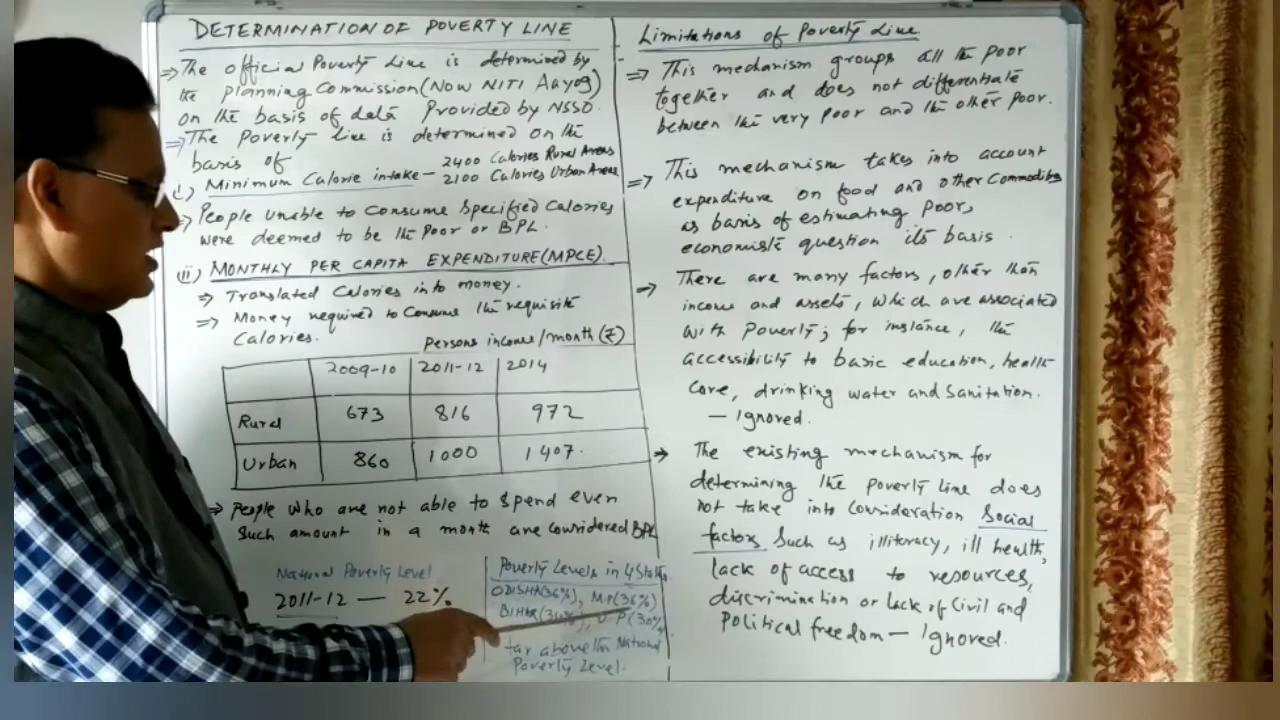 DETERMINATION OF POVERTY LINE
⇒ The official Poverty Line is determined by
the Planning Commission (Now NITI Aayog)
on the basis of data Provided by NSSO.
⇒ The Poverty Line is determined on the
basis of
2400 Calories Rural Areas
(i) Minimum Calorie intake – 2100 Calories Urban Areas
⇒ People unable to consume specified calories
were deemed to be the Poor or BPL.
(ii) MONTHLY PER CAPITA EXPENDITURE (MPCE).
⇒ Translated Calories into money.
⇒ Money required to consume the requisite
Calories.
Persons income/month (₹)
2009-10 2011-12 2014
Rural 673 816 972
Urban 860 1000 1407.
→ People who are not able to spend even
such amount in a month are considered BPL
National Poverty Level
2011-12 — 22%
Poverty Levels in 4
ODISHA (36%), M.P (36%)
BIHAR U.P (30%
far above the National
Poverty Level.
Limitations of Poverty Line
⇒ This mechanism groups all the poor
together and does not differentiate
between the very poor and the other poor.
⇒ This mechanism takes into account
expenditure on food and other Commodities
as basis of estimating poor,
economists question its basis.
→ There are many factors, other than
income and assets, which are associated
with Poverty; for instance, the
accessibility to basic education, health
care, drinking water and sanitation.
— Ignored.
→ The existing mechanism for
determining the poverty line does
not take into consideration Social
factors such as illiteracy, ill health,
lack of access to resources,
discrimination or lack of civil and
political freedom — Ignored.